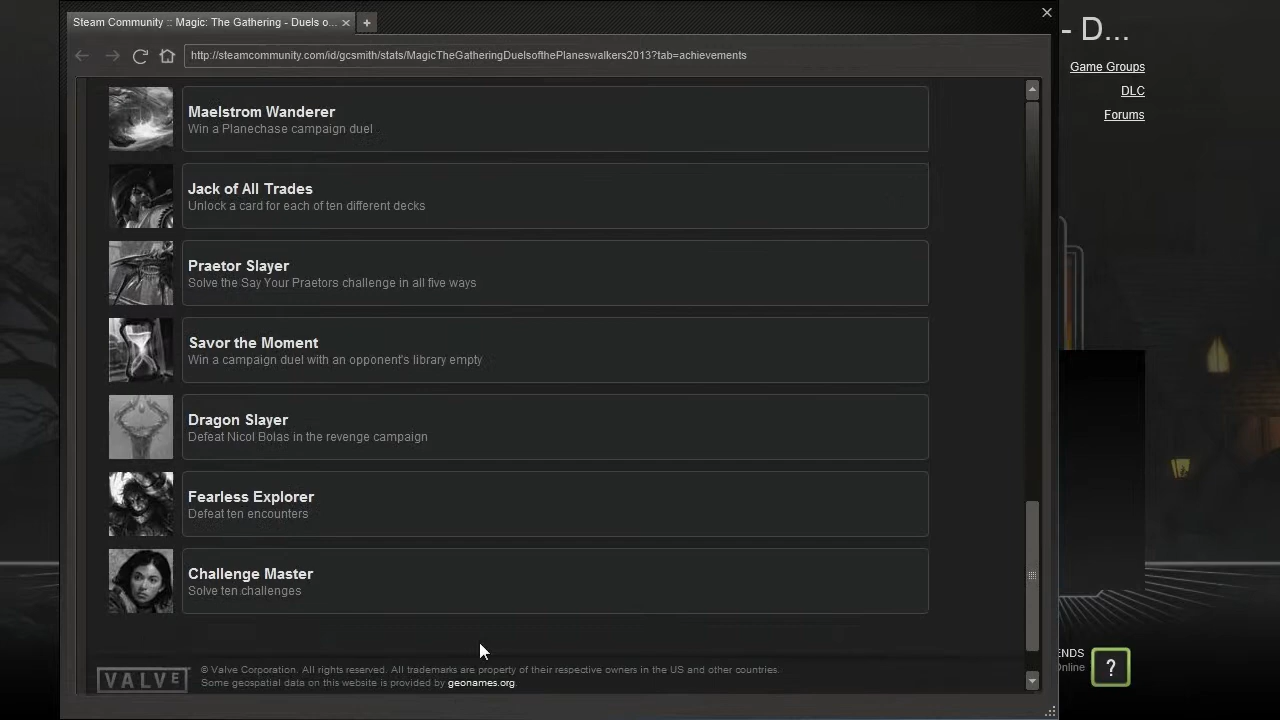 Steam Community :: Magic: The Gathering - Duels o...
- D...
http://steamcommunity.com/id/gcsmith/stats/MagicTheGatheringDuelsofthePlaneswalkers2013?tab=achievements
Game Groups
DLC
Forums
Maelstrom Wanderer
Win a Planechase campaign duel
Jack of All Trades
Unlock a card for each of ten different decks
Praetor Slayer
Solve the Say Your Praetors challenge in all five ways
Savor the Moment
Win a campaign duel with an opponent's library empty
Dragon Slayer
Defeat Nicol Bolas in the revenge campaign
Fearless Explorer
Defeat ten encounters
Challenge Master
Solve ten challenges
VALVE
© Valve Corporation. All rights reserved. All trademarks are property of their respective owners in the US and other countries.
Some geospatial data on this website is provided by geonames.org.
ENDS
Online
?